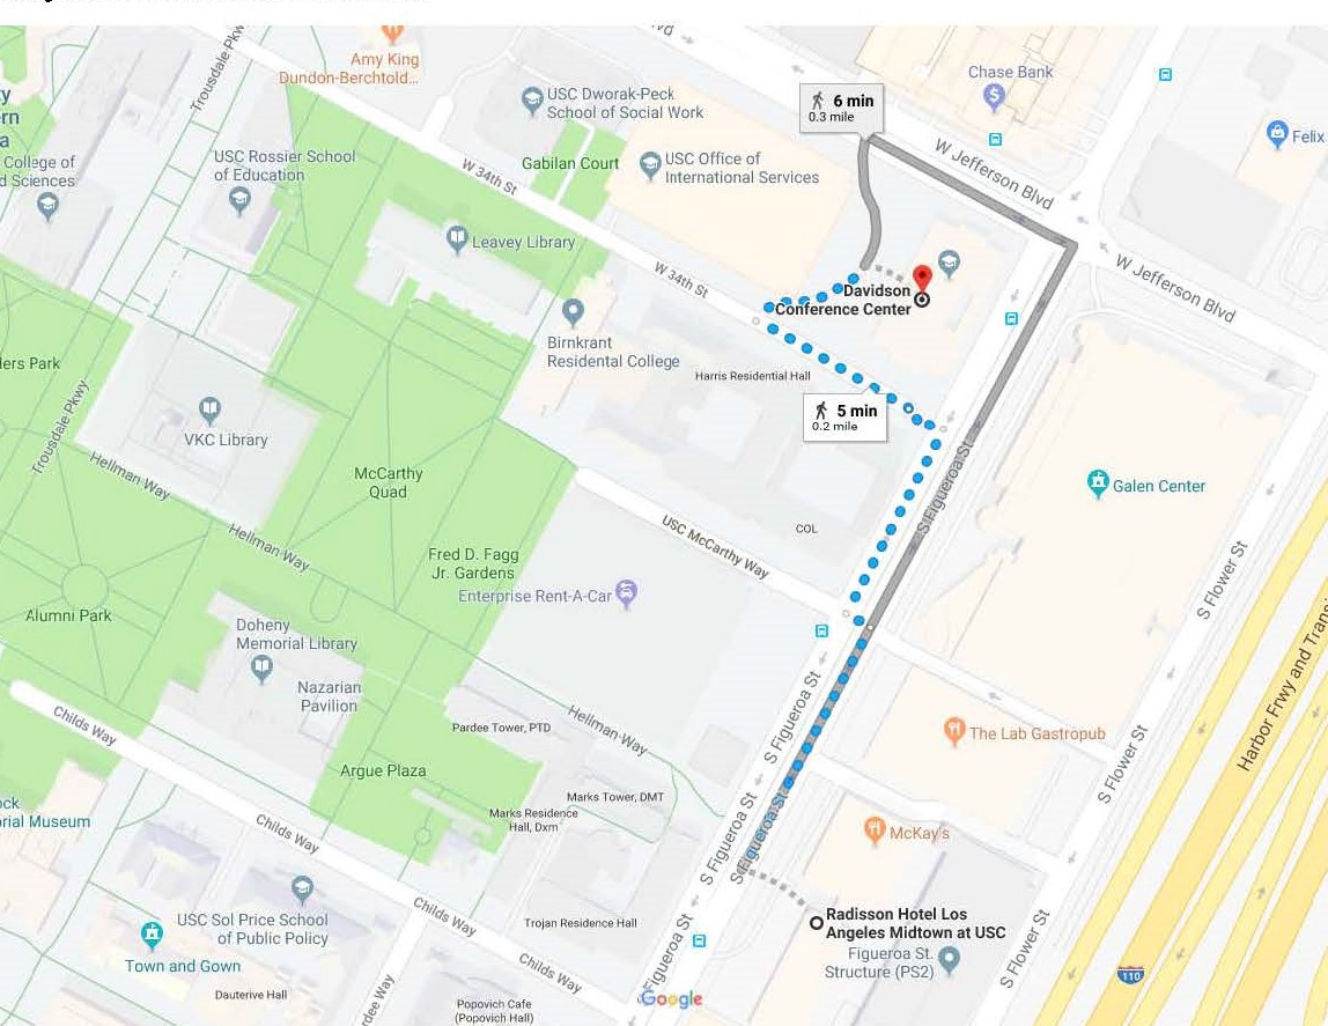 Amy King
Dundon-Berchtold...
Trousdale Pkwy
USC Dworak-Peck
School of Social Work
6 min
0.3 mile
Chase Bank
Felix
College of
d Sciences
USC Rossier School
of Education
Gabilan Court
USC Office of
International Services
W Jefferson Blvd
W 34th St
Leavey Library
W 34th St
W Jefferson Blvd
Davidson
Conference Center
Birnkrant
Residental College
Harris Residential Hall
ers Park
Trousdale Pkwy
VKC Library
5 min
0.2 mile
Hellman Way
McCarthy
Quad
S Figueroa St
Galen Center
Hellman Way
USC McCarthy Way
COL
Fred D. Fagg
Jr. Gardens
Enterprise Rent-A-Car
S Flower St
Alumni Park
Doheny
Memorial Library
Nazarian
Pavilion
Harbor Frwy and Transi
Childs Way
Pardee Tower, PTD
Hellman Way
S Figueroa St
The Lab Gastropub
Argue Plaza
S Flower St
Marks Tower, DMT
Marks Residence
Hall, Dxm
ock
orial Museum
Childs Way
S Figueroa St
S Figueroa St
McKay's
USC Sol Price School
of Public Policy
Childs Way
Trojan Residence Hall
Radisson Hotel Los
Angeles Midtown at USC
Figueroa St.
Structure (PS2)
S Flower St
Town and Gown
Dauterive Hall
Childs Way
Figueroa St
110
rdee Way
Popovich Cafe
(Popovich Hall)
Google